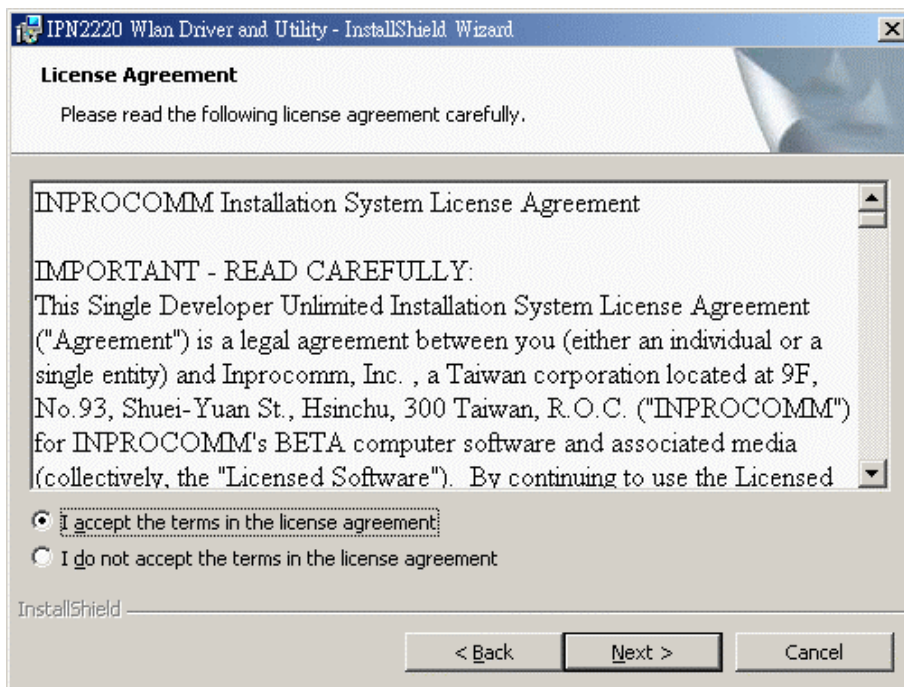 IPN2220 Wlan Driver and Utility - InstallShield Wizard
License Agreement
Please read the following license agreement carefully.
INPROCOMM Installation System License Agreement
IMPORTANT - READ CAREFULLY:
This Single Developer Unlimited Installation System License Agreement
("Agreement") is a legal agreement between you (either an individual or a
single entity) and Inprocomm, Inc. , a Taiwan corporation located at 9F,
No.93, Shuei-Yuan St., Hsinchu, 300 Taiwan, R.O.C. ("INPROCOMM")
for INPROCOMM's BETA computer software and associated media
(collectively, the "Licensed Software").  By continuing to use the Licensed
I accept the terms in the license agreement
I do not accept the terms in the license agreement
InstallShield
< Back
Next >
Cancel